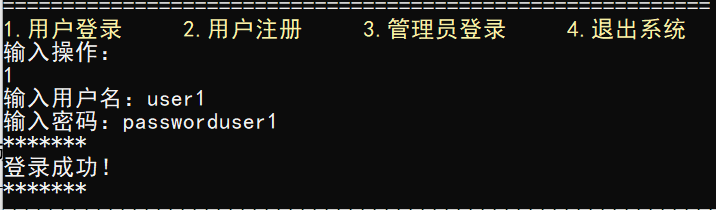 ================================================================
1.用户登录 2.用户注册 3.管理员登录 4.退出系统
输入操作：
1
输入用户名：user1
输入密码：passworduser1
*******
登录成功！
*******